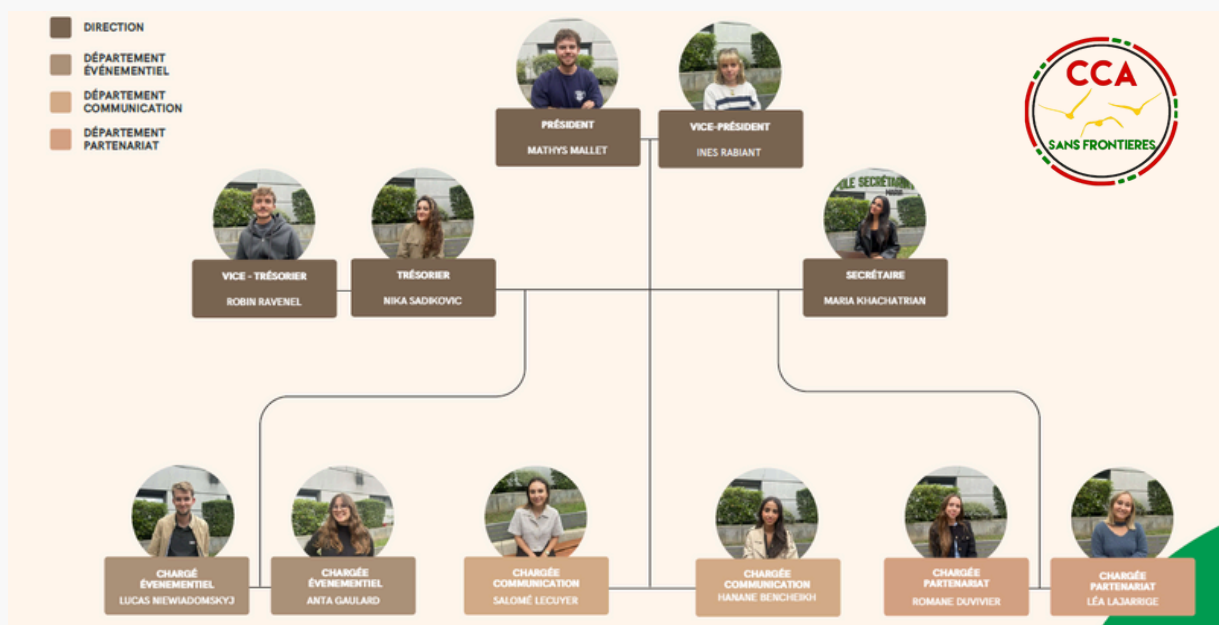 DIRECTION
DÉPARTEMENT
ÉVÉNEMENTIEL
DÉPARTEMENT
COMMUNICATION
DÉPARTEMENT
PARTENARIAT
CCA
SANS FRONTIERES
PRÉSIDENT
MATHYS MALLET
VICE-PRÉSIDENT
INES RABIANT
VICE - TRÉSORIER
ROBIN RAVENEL
TRÉSORIER
NIKA SADIKOVIC
SECRÉTAIRE
MARIA KHACHATRIAN
CHARGÉ
ÉVENEMENTIEL
LUCAS NIEWIADOMSKYJ
CHARGÉE
ÉVENEMENTIEL
ANTA GAULARD
CHARGÉE
COMMUNICATION
SALOMÉ LECUYER
CHARGÉE
COMMUNICATION
HANANE BENCHEIKH
CHARGÉE
PARTENARIAT
ROMANE DUVIVIER
CHARGÉE
PARTENARIAT
LÉA LAJARRIGE